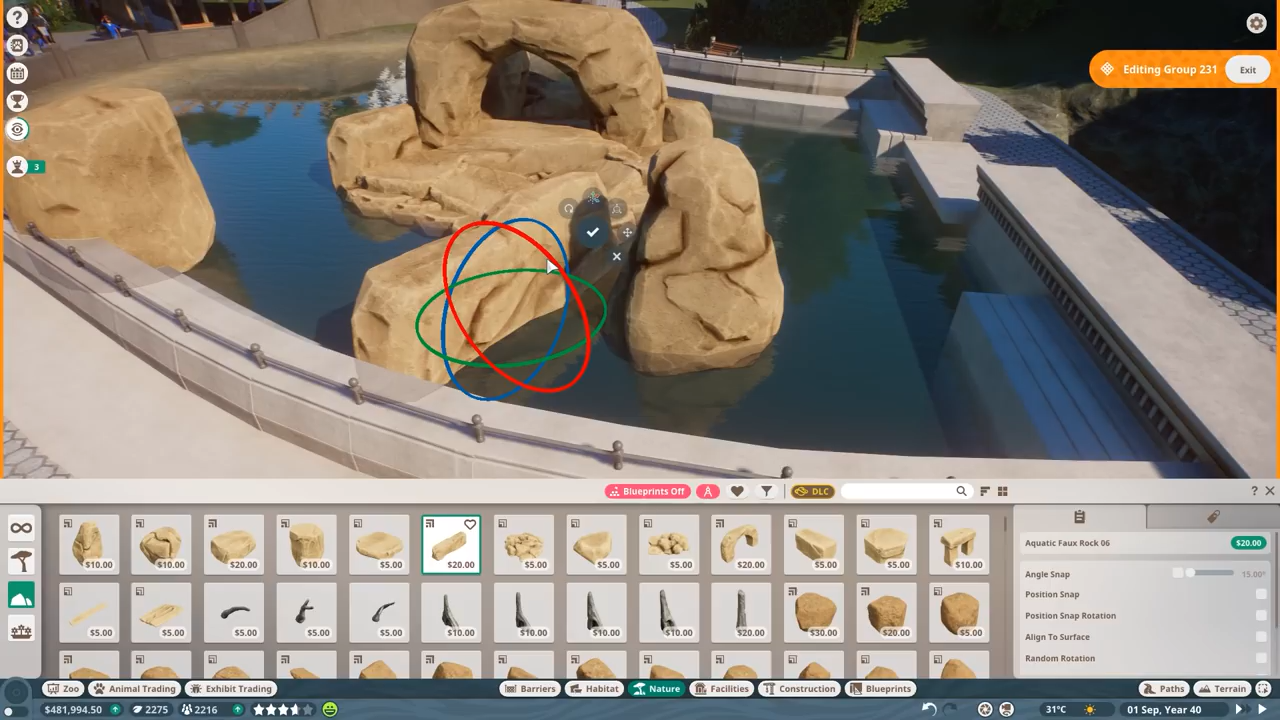 ?
Editing Group 231
Exit
3
Blueprints Off
DLC
? ×
$10.00 $10.00 $20.00 $10.00 $5.00 $20.00 $5.00 $5.00 $5.00 $20.00 $5.00 $5.00 $10.00
Aquatic Faux Rock 06
$20.00
Angle Snap
15.00°
Position Snap
Position Snap Rotation
Align To Surface
Random Rotation
$5.00 $5.00 $5.00 $5.00 $5.00 $10.00 $10.00 $10.00 $10.00 $20.00 $30.00 $20.00 $5.00
Zoo Animal Trading Exhibit Trading Barriers Habitat Nature Facilities Construction Blueprints Paths Terrain
$481,994.50 2275 2216 31°C 01 Sep, Year 40